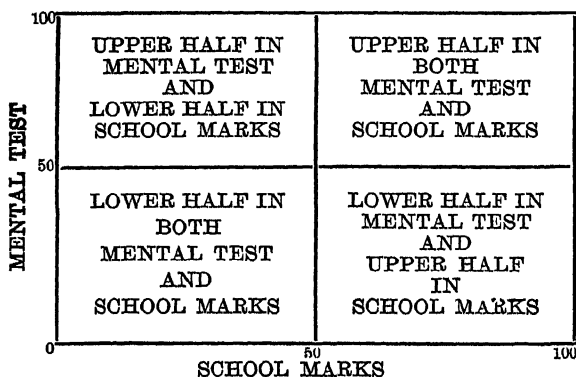 100
UPPER HALF IN
MENTAL TEST
AND
LOWER HALF IN
SCHOOL MARKS
UPPER HALF IN
BOTH
MENTAL TEST
AND
SCHOOL MARKS
MENTAL TEST
50
LOWER HALF IN
BOTH
MENTAL TEST
AND
SCHOOL MARKS
LOWER HALF IN
MENTAL TEST
AND
UPPER HALF
IN
SCHOOL MARKS
0
50
100
SCHOOL MARKS